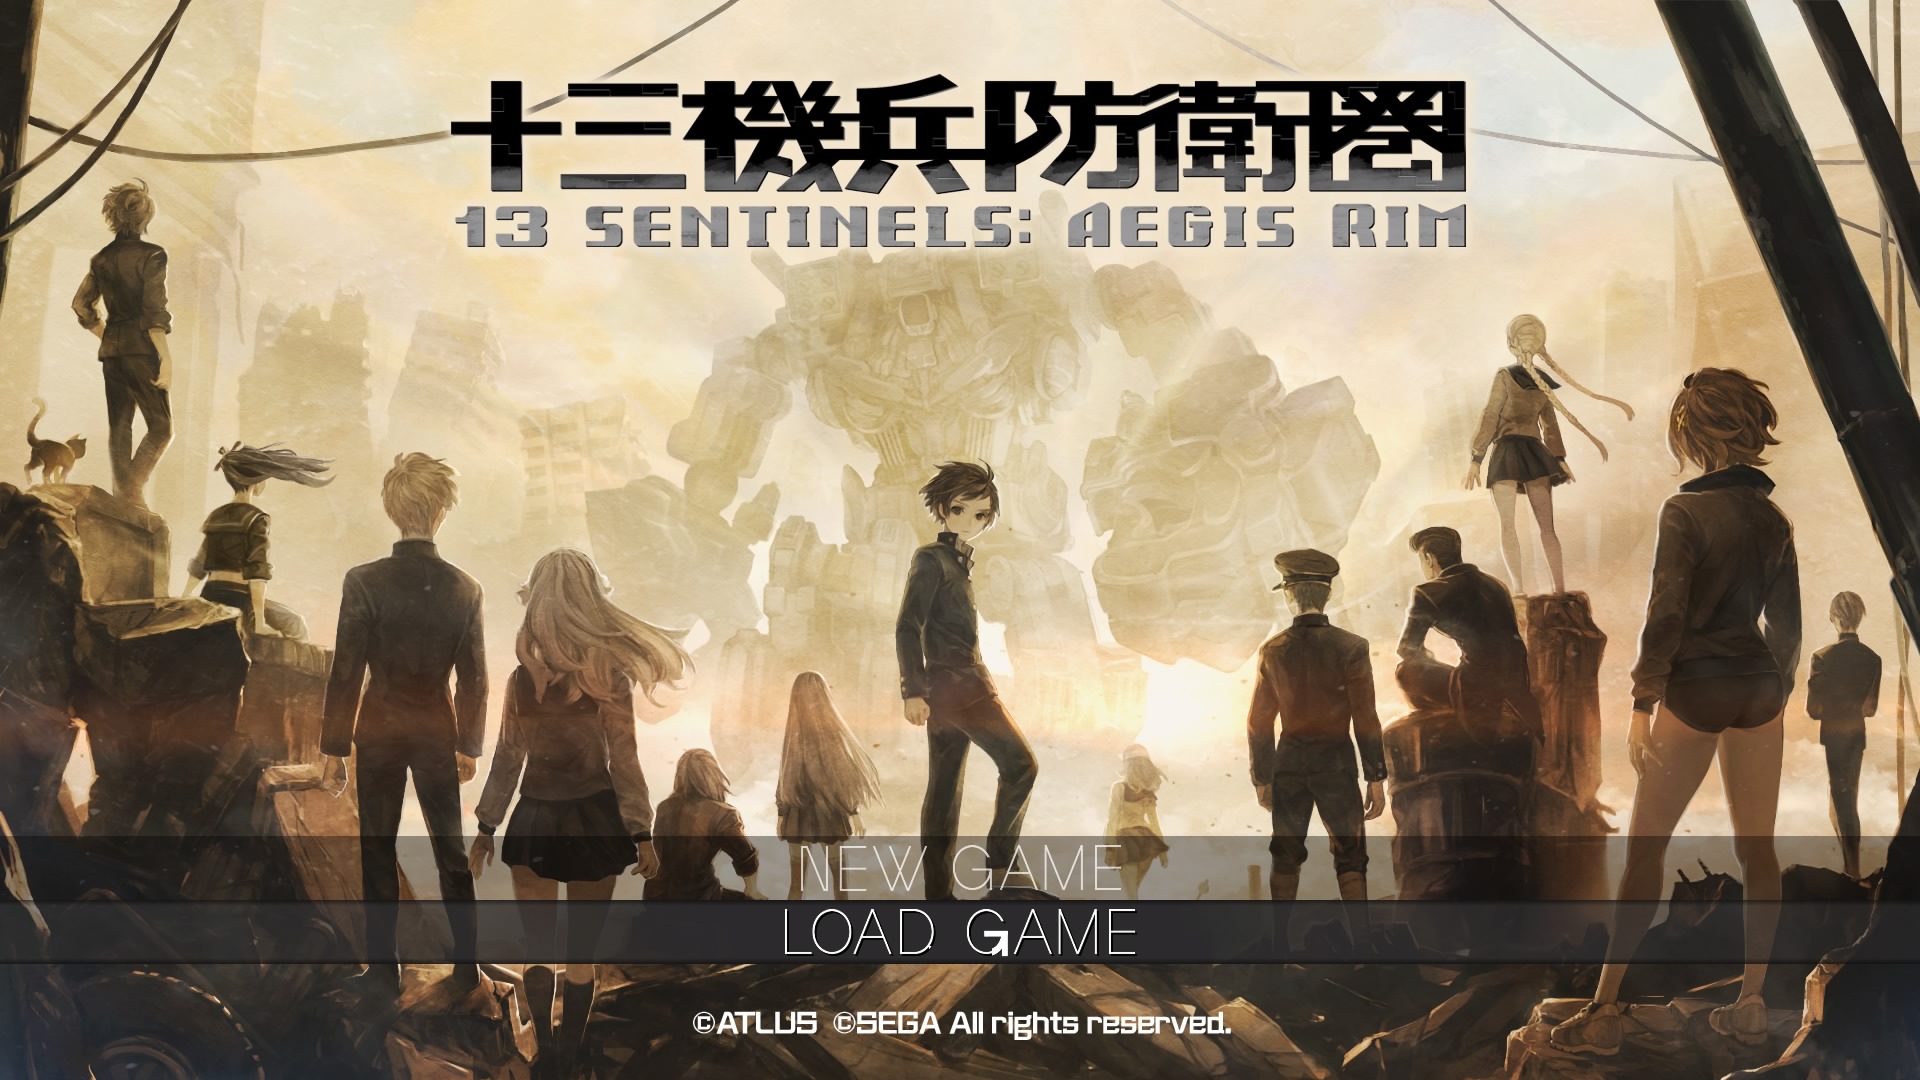 十三機兵防衛圏
13 SENTINELS: AEGIS RIM
NEW GAME
LOAD GAME
©ATLUS ©SEGA All rights reserved.